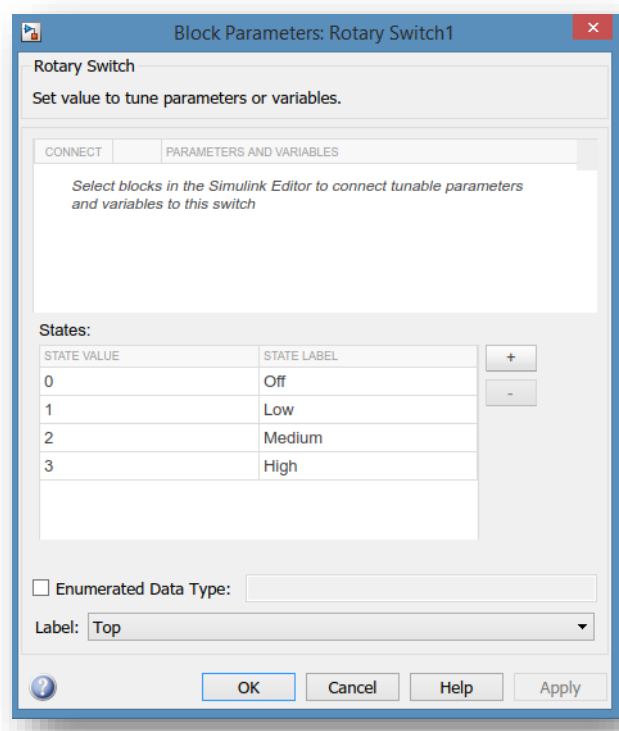 Block Parameters: Rotary Switch1
×
Rotary Switch
Set value to tune parameters or variables.
CONNECT PARAMETERS AND VARIABLES
Select blocks in the Simulink Editor to connect tunable parameters
and variables to this switch
States:
STATE VALUE STATE LABEL +
0 Off
-
1 Low
2 Medium
3 High
Enumerated Data Type:
Label: Top
? OK Cancel Help Apply